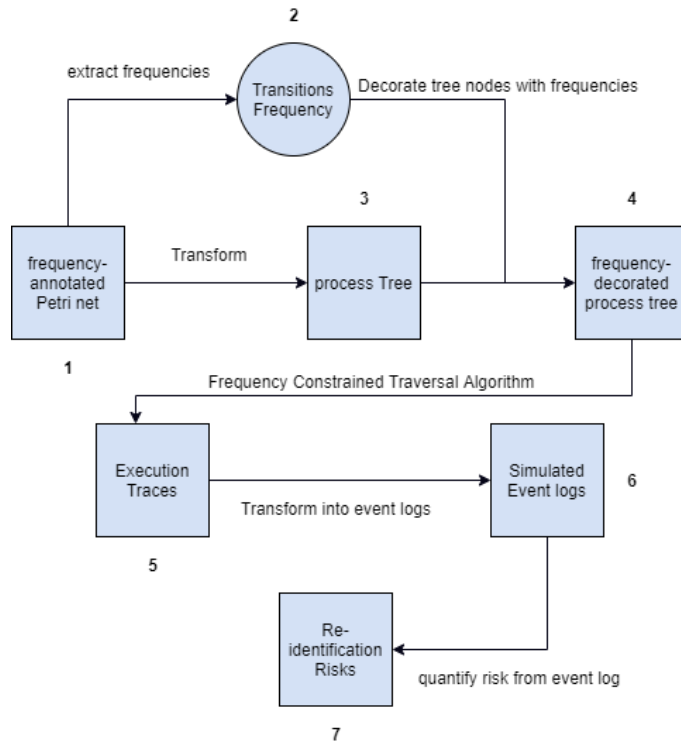 2
extract frequencies
Transitions
Frequency
Decorate tree nodes with frequencies
3
4
frequency-
annotated
Petri net
Transform
process Tree
frequency-
decorated
process tree
1
Frequency Constrained Traversal Algorithm
Execution
Traces
Transform into event logs
Simulated
Event logs
6
5
Re-
identification
Risks
quantify risk from event log
7